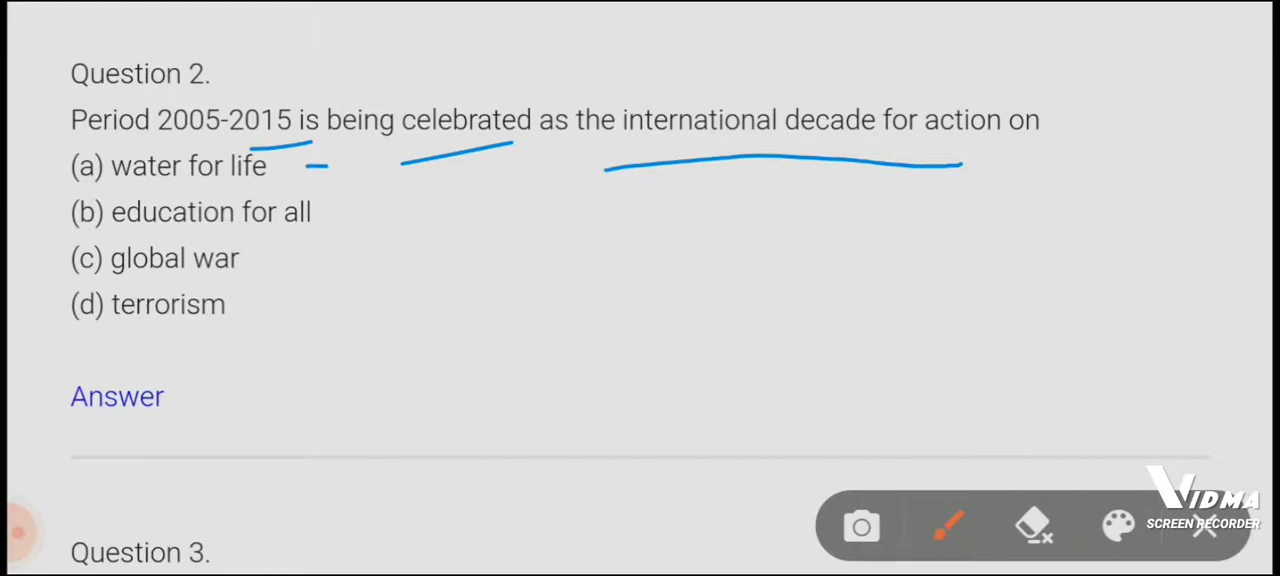 Question 2.
Period 2005-2015 is being celebrated as the international decade for action on
(a) water for life
(b) education for all
(c) global war
(d) terrorism
Answer
VIDMA
SCREEN RECORDER
Question 3.